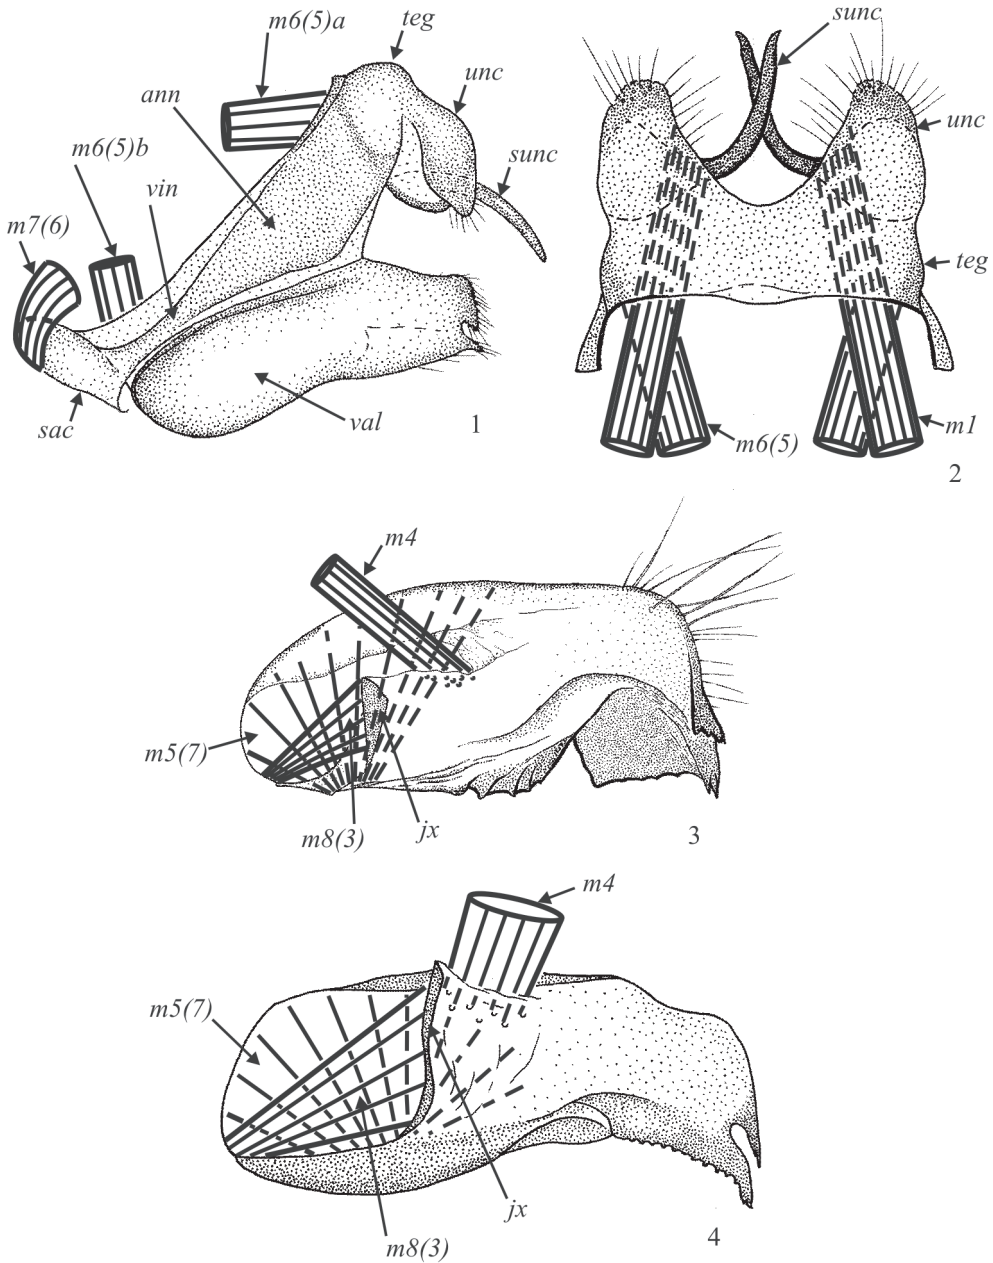 m6(5)a
teg
unc
ann
m6(5)b
vin
sunc
m7(6)
sac
val
1
sunc
unc
teg
m1
m6(5)
2
m4
m5(7)
m8(3)
jx
3
m4
m5(7)
jx
m8(3)
4